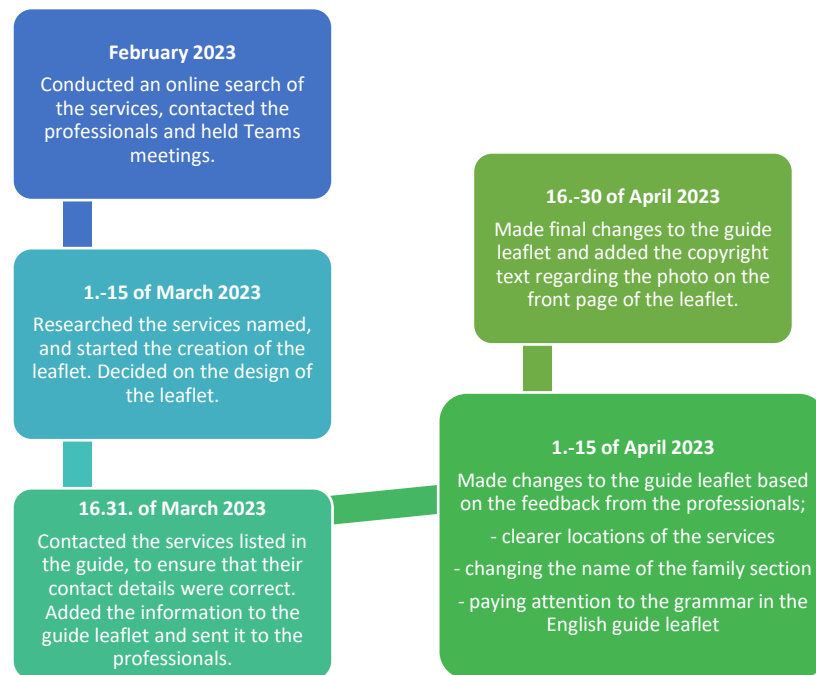 February 2023
Conducted an online search of
the services, contacted the
professionals and held Teams
meetings.
1.-15 of March 2023
Researched the services named,
and started the creation of the
leaflet. Decided on the design of
the leaflet.
16.31. of March 2023
Contacted the services listed in
the guide, to ensure that their
contact details were correct.
Added the information to the
guide leaflet and sent it to the
professionals.
1.-15 of April 2023
Made changes to the guide leaflet based
on the feedback from the professionals;
- clearer locations of the services
- changing the name of the family section
- paying attention to the grammar in the
English guide leaflet
16.-30 of April 2023
Made final changes to the guide
leaflet and added the copyright
text regarding the photo on the
front page of the leaflet.